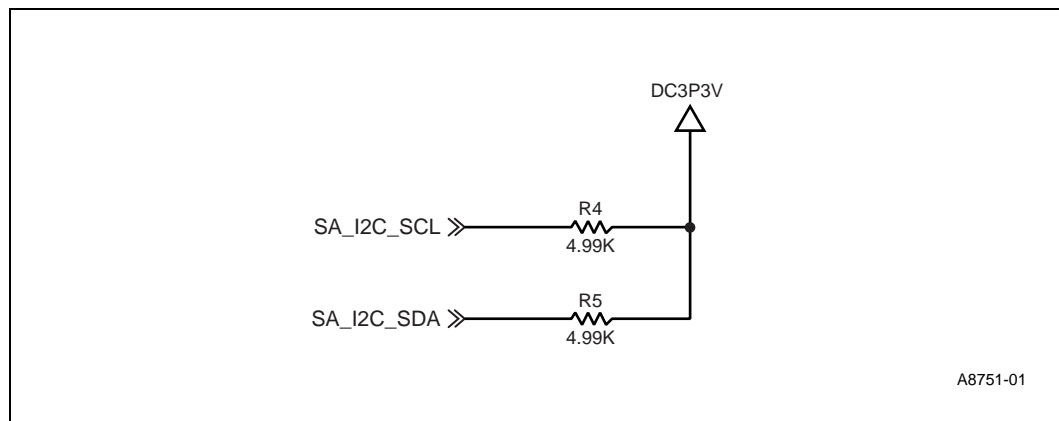 DC3P3V
R4
SA_I2C_SCL
4.99K
R5
SA_I2C_SDA
4.99K
A8751-01